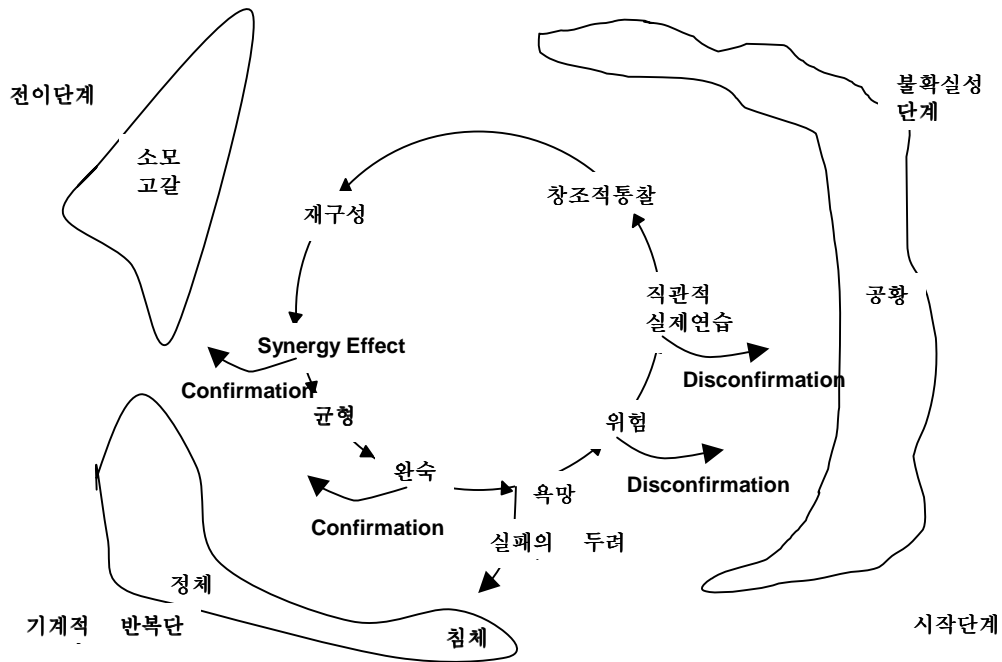 전이단계
불확실성
단계
소모
고갈
창조적통찰
재구성
직관적
실제연습
공황
Synergy Effect
Disconfirmation
Confirmation
균형
위험
완숙
욕망
Disconfirmation
Confirmation
실패의 두려
정체
기계적 반복단
침체
시작단계